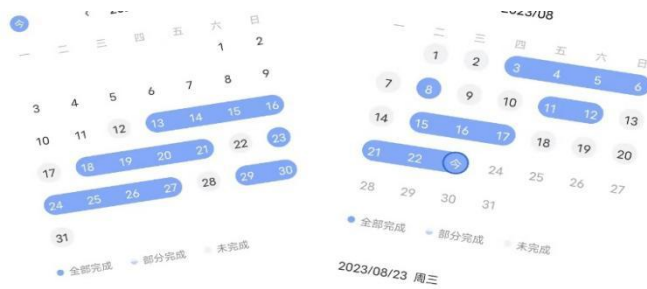 今
一 二 三 四 五 六 日
1 2
3 4 5 6 7 8 9
10 11 12 13 14 15 16
17 18 19 20 21 22 23
24 25 26 27 28 29 30
31
全部完成 部分完成 未完成
2023/08
一 二 三 四 五 六 日
1 2 3 4 5 6
7 8 9 10 11 12 13
14 15 16 17 18 19 20
21 22 今 24 25 26 27
28 29 30 31
全部完成 部分完成 未完成
2023/08/23 周三